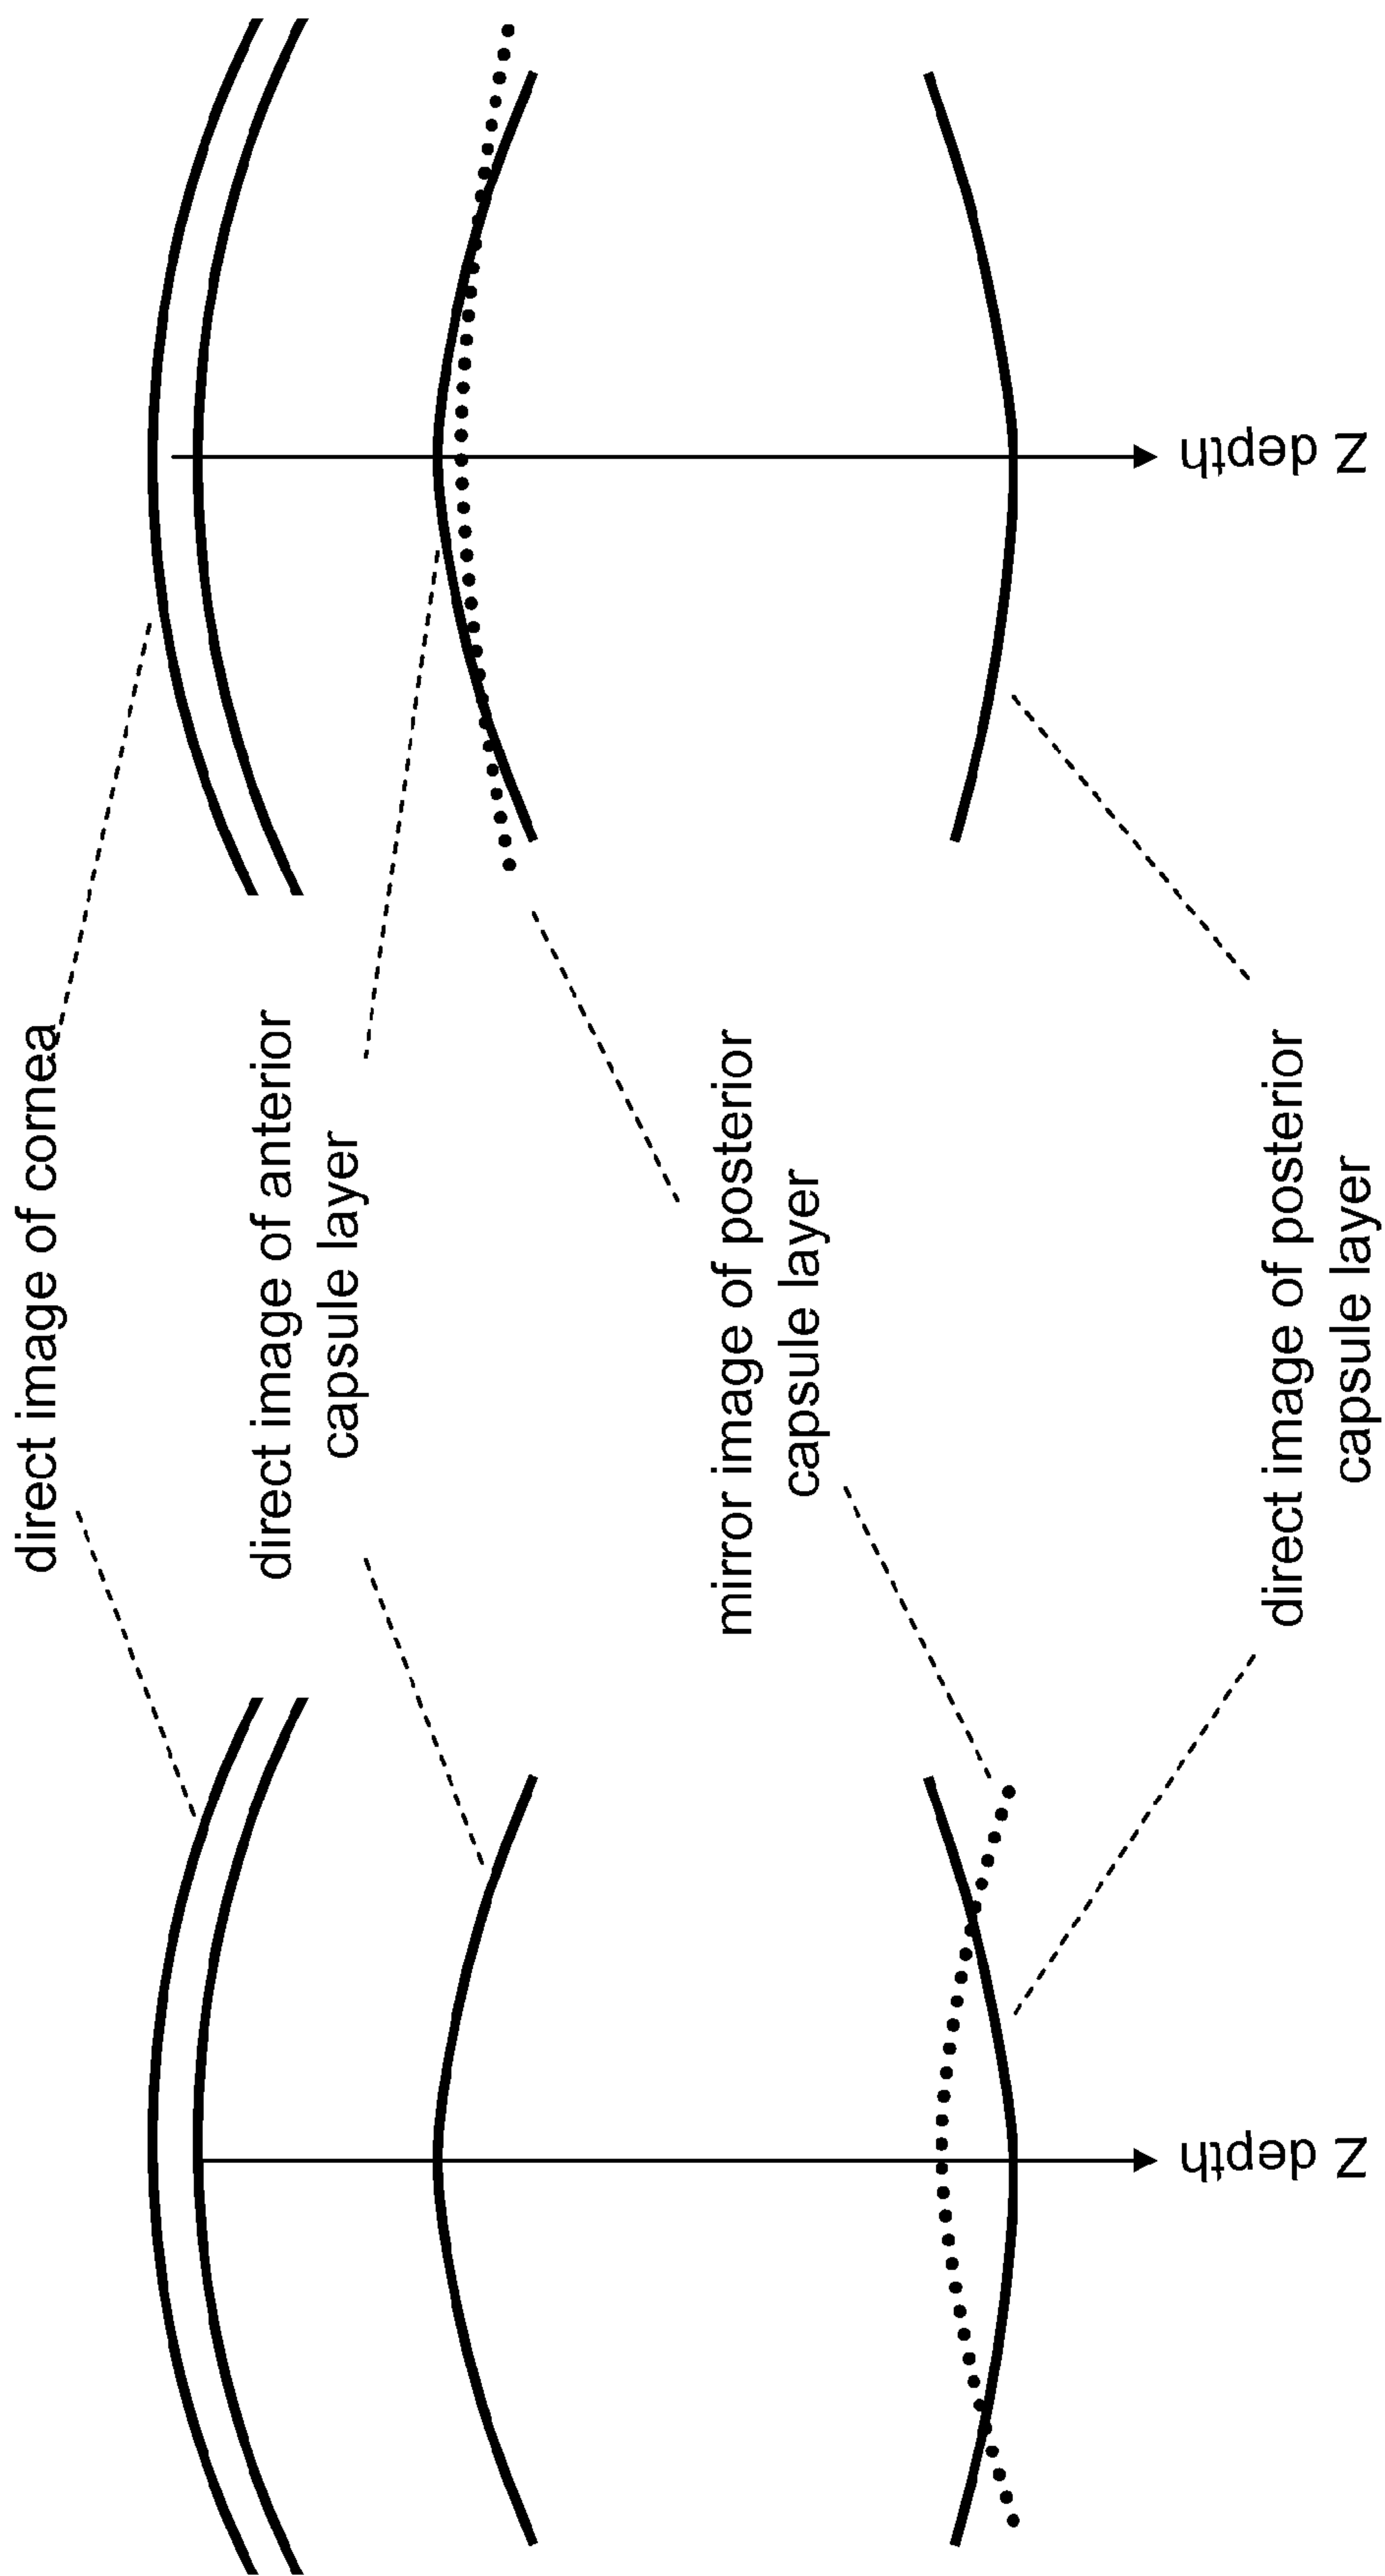 direct image of cornea
direct image of anterior
capsule layer
mirror image of posterior
capsule layer
direct image of posterior
capsule layer
Z depth
Z depth